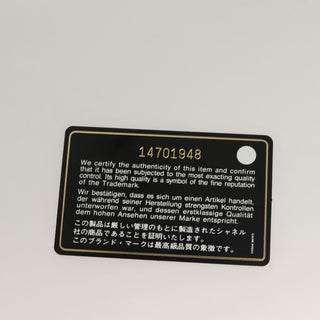 14701948
We certify the authenticity of this item and confirm
that it has been subjected to the most exacting quality
control. Its high quality is a symbol of the fine reputation
of the Trademark.
Wir bestätigen, dass es sich um einen Artikel handelt,
der während seiner Herstellung strengsten Kontrollen
unterworfen war, und dessen erstklassige Qualität
dem hohen Ansehen unserer Marke entspricht.
この製品は厳しい管理のもとに製造されたシャネル
社の商品であることを証明いたします。
このブランド・マークは最高級品質の象徴です。